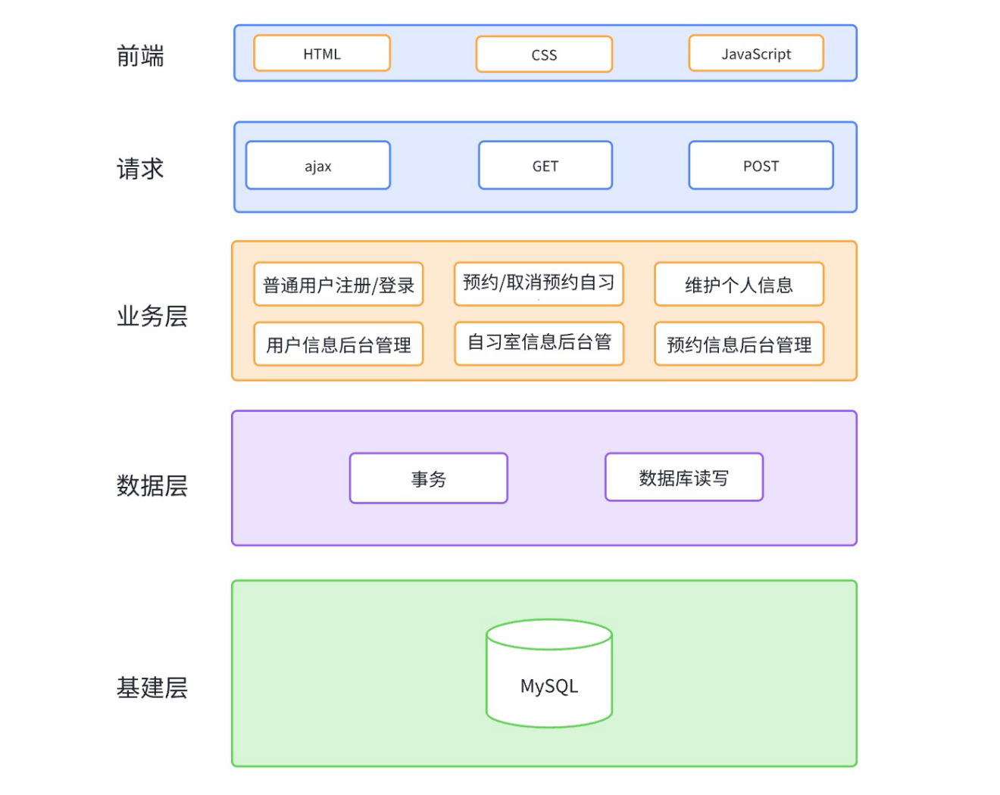 前端
HTML
CSS
JavaScript
请求
ajax
GET
POST
业务层
普通用户注册/登录
预约/取消预约自习
维护个人信息
用户信息后台管理
自习室信息后台管
预约信息后台管理
数据层
事务
数据库读写
基建层
MySQL